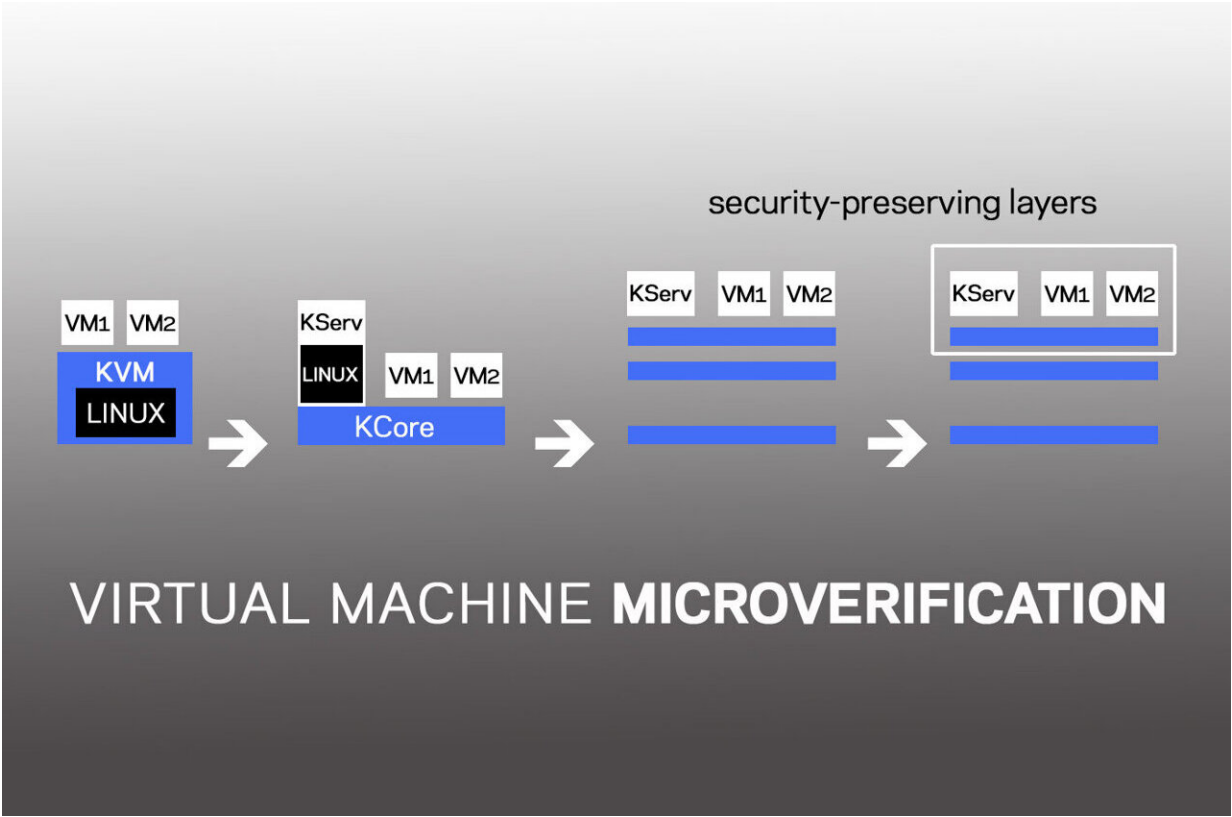 security-preserving layers
VM1 VM2
KVM
LINUX
KServ
LINUX
VM1 VM2
KCore
KServ VM1 VM2
KServ VM1 VM2
VIRTUAL MACHINE MICROVERIFICATION